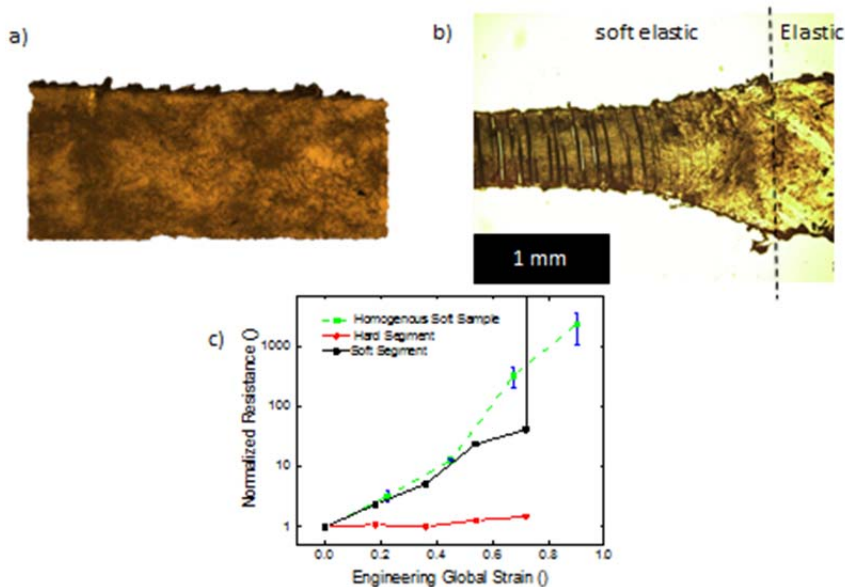 a)
b)
soft elastic
Elastic
1 mm
c)
Homogenous Soft Sample
Hard Segment
Soft Segment
Normalized Resistance ()
1000
100
10
1
0.0 0.2 0.4 0.6 0.8 1.0
Engineering Global Strain ()